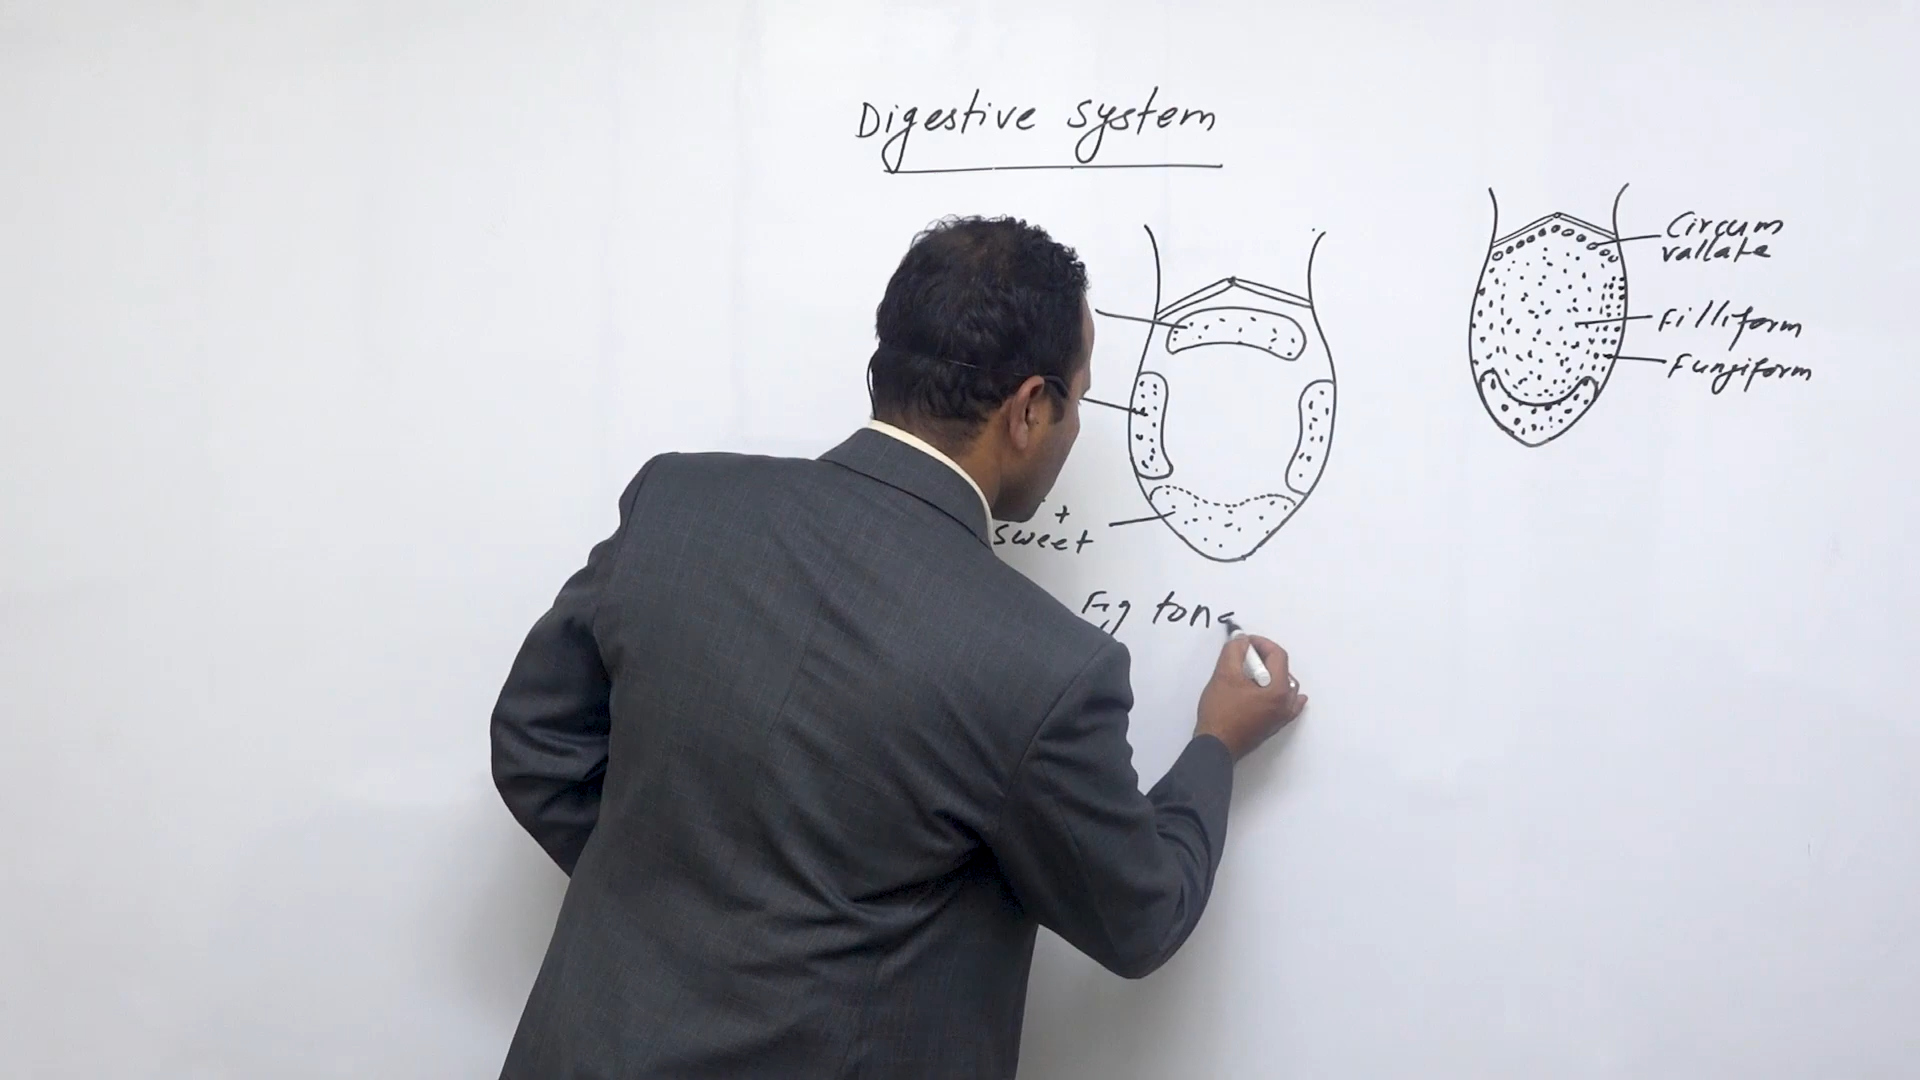 Digestive system
Circum
vallate
Filliform
Fungiform
+
Sweet
Fig tong